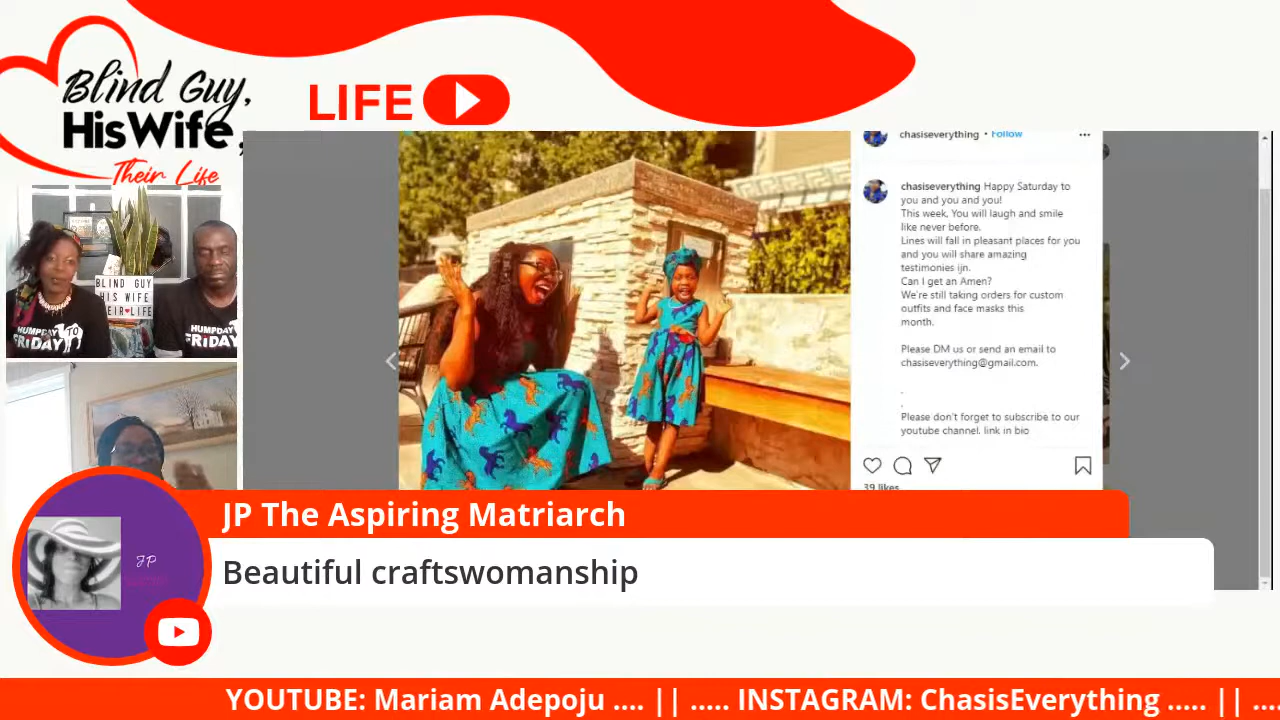 Blind Guy,
His Wife,
Their Life
LIFE
BLIND GUY
HIS WIFE
THEIR LIFE
HUMPDAY TO
FRIDAY
HUMPDAY
FRIDAY
chasiseverything • Follow
chasiseverything Happy Saturday to
you and you and you!
This week, You will laugh and smile
like never before.
Lines will fall in pleasant places for you
and you will share amazing
testimonies ijn.
Can I get an Amen?
We're still taking orders for custom
outfits and face masks this
month.
Please DM us or send an email to
chasiseverything@gmail.com.
.
.
Please don't forget to subscribe to our
youtube channel. link in bio
39 likes
JP The Aspiring Matriarch
JP
Beautiful craftswomanship
YOUTUBE: Mariam Adepoju .... || ..... INSTAGRAM: ChasisEverything ..... || ....